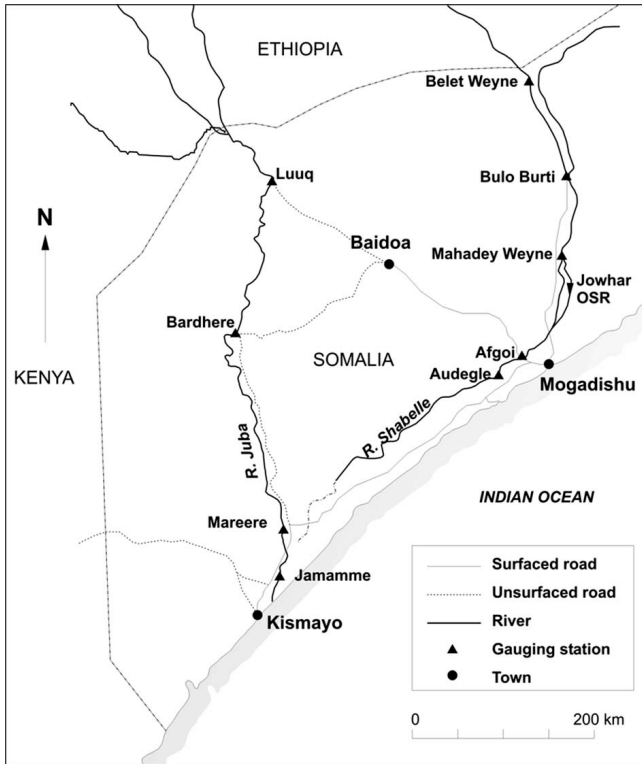 ETHIOPIA
Belet Weyne
Luuq
Bulo Burti
N
Baidoa
Mahadey Weyne
Jowhar
OSR
Bardhere
SOMALIA
Afgoi
KENYA
Audegle
Mogadishu
R. Shabelle
R. Juba
INDIAN OCEAN
Mareere
Jamamme
Kismayo
Surfaced road
Unsurfaced road
River
Gauging station
Town
0 200 km